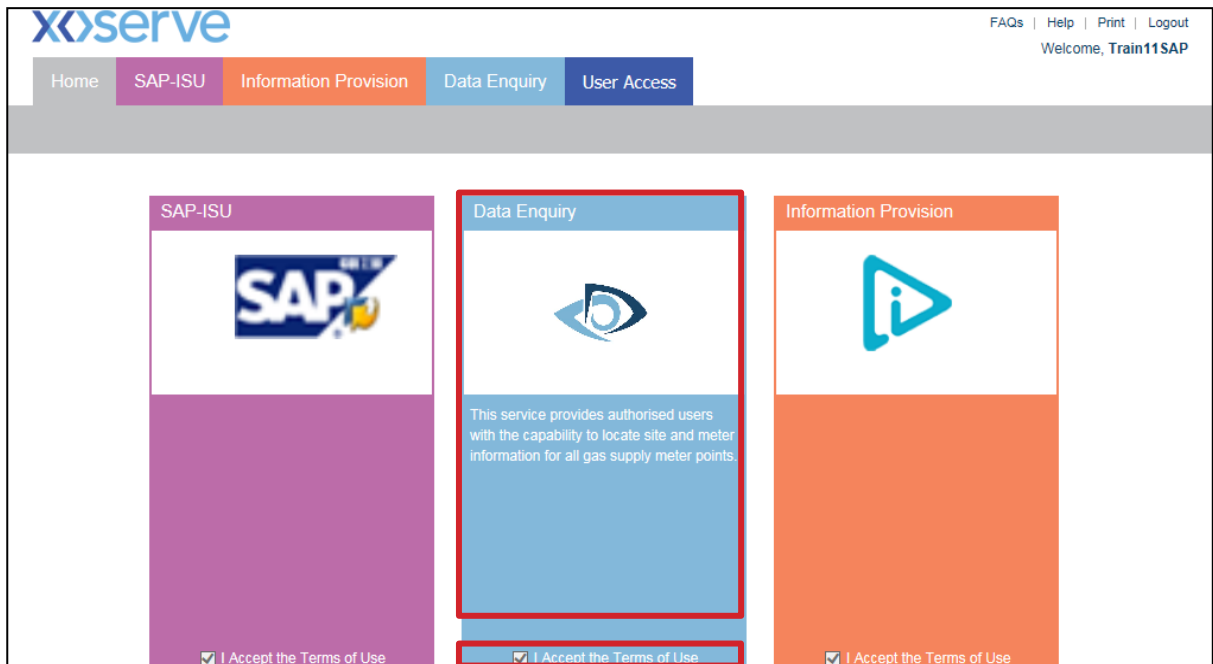 xoserve
FAQs | Help | Print | Logout
Welcome, Train11SAP
Home SAP-ISU Information Provision Data Enquiry User Access
SAP-ISU Data Enquiry Information Provision
SAP
This service provides authorised users
with the capability to locate site and meter
information for all gas supply meter points.
I Accept the Terms of Use I Accept the Terms of Use I Accept the Terms of Use